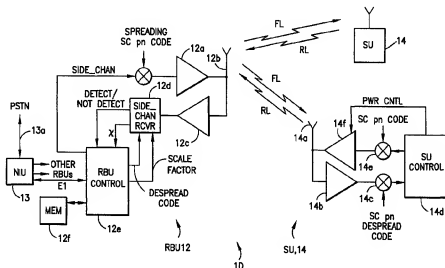 SPREADING
SC pn CODE
12a
12b
FL
RL
SU
14
SIDE_CHAN
DETECT/
NOT DETECT
12d
SIDE_
CHAN
RCVR
12c
FL
RL
14a
PWR CNTL
14f
SC pn CODE
14e
PSTN
13a
OTHER
RBUs
E1
NIU
13
χ
RBU
CONTROL
SCALE
FACTOR
DESPREAD
CODE
MEM
12f
12e
SU
CONTROL
14b
14c
14d
SC pn
DESPREAD CODE
RBU12
10
SU,14